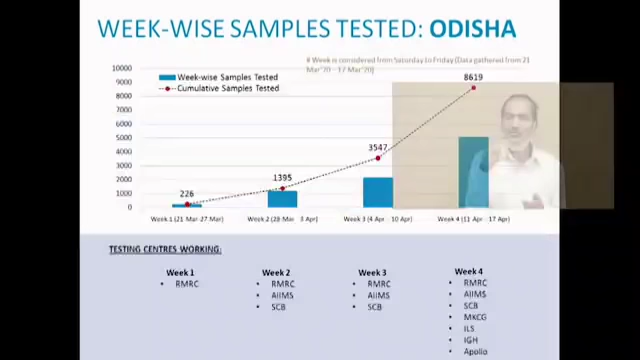 WEEK-WISE SAMPLES TESTED: ODISHA
# Week is considered from Saturday to Friday (Data gathered from 21
Mar'20 – 17 Mar'20)
10000
9000
8000
7000
6000
5000
4000
3000
2000
1000
0
Week-wise Samples Tested
Cumulative Samples Tested
226
1395
3547
8619
Week 1 (21 Mar-27 Mar)
Week 2 (28 Mar - 3 Apr)
Week 3 (4 Apr - 10 Apr)
Week 4 (11 Apr - 17 Apr)
TESTING CENTRES WORKING:
Week 1
• RMRC
Week 2
• RMRC
• AIIMS
• SCB
Week 3
• RMRC
• AIIMS
• SCB
Week 4
• RMRC
• AIIMS
• SCB
• MKCG
• ILS
• IGH
• Apollo